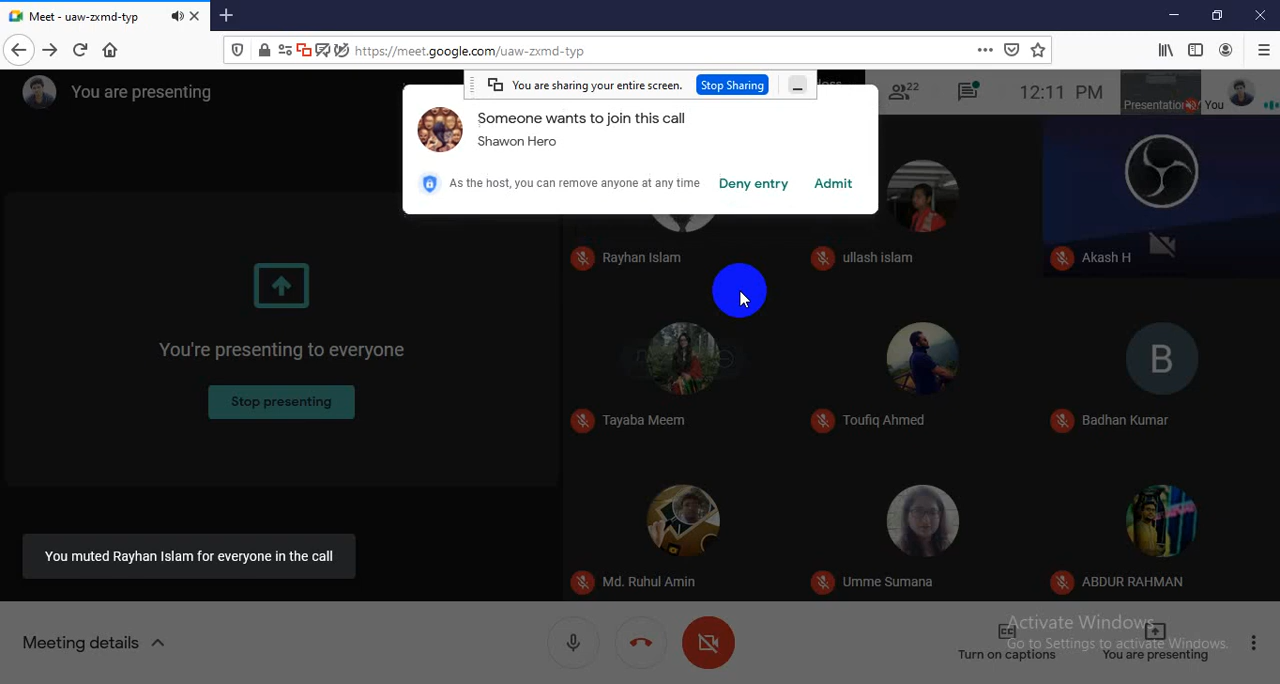 Meet - uaw-zxmd-typ
https://meet.google.com/uaw-zxmd-typ
You are sharing your entire screen.
Stop Sharing
You are presenting
22
12:11 PM
Presentation
You
Someone wants to join this call
Shawon Hero
As the host, you can remove anyone at any time
Deny entry
Admit
Rayhan Islam
ullash islam
Akash H
You're presenting to everyone
Stop presenting
B
Tayaba Meem
Toufiq Ahmed
Badhan Kumar
You muted Rayhan Islam for everyone in the call
Md. Ruhul Amin
Umme Sumana
ABDUR RAHMAN
Meeting details
CC
Turn on captions
You are presenting
Activate Windows
Go to Settings to activate Windows.